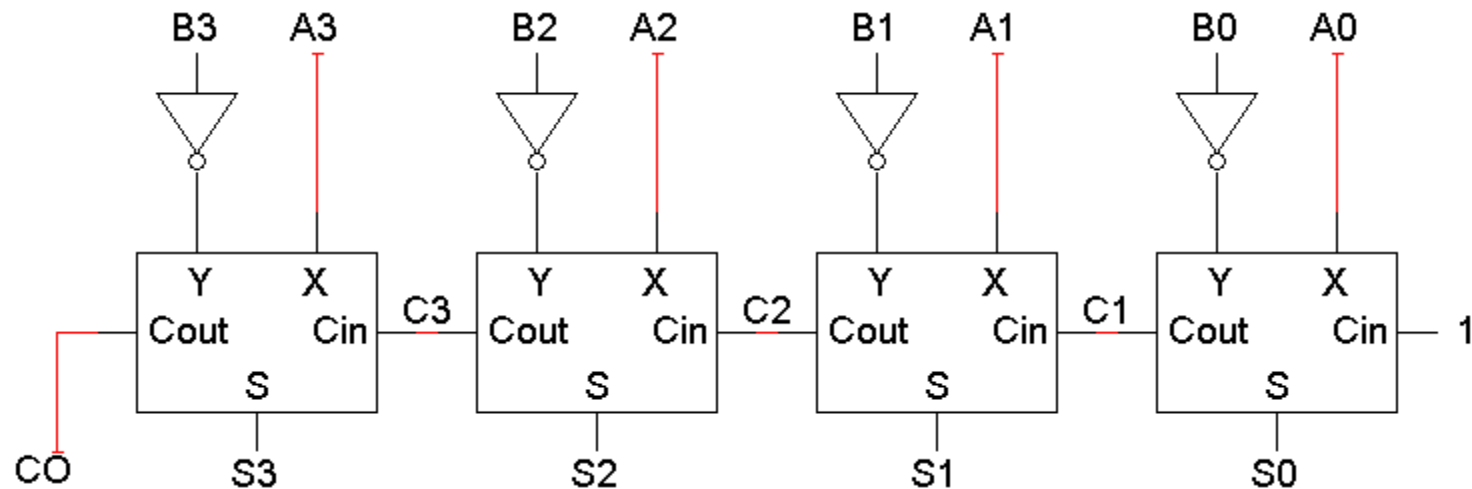 B3 A3 B2 A2 B1 A1 B0 A0
Y X Y X Y X Y X
C3 C2 C1
Cout Cin Cout Cin Cout Cin Cout Cin 1
S S S S
CO S3 S2 S1 S0